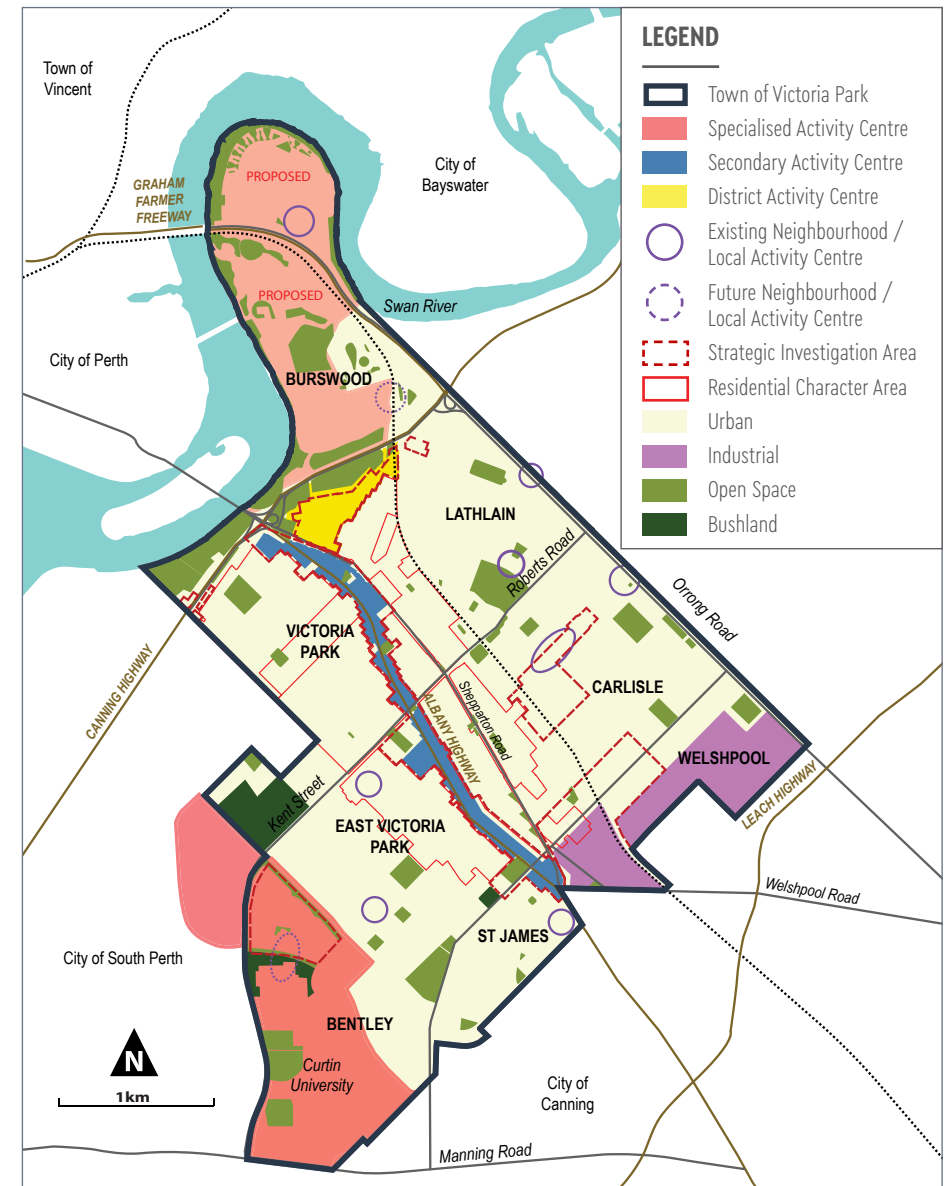 LEGEND
Town of Victoria Park
Specialised Activity Centre
Secondary Activity Centre
District Activity Centre
Existing Neighbourhood /
Local Activity Centre
Future Neighbourhood /
Local Activity Centre
Strategic Investigation Area
Residential Character Area
Urban
Industrial
Open Space
Bushland
Town of
Vincent
City of
Bayswater
PROPOSED
GRAHAM
FARMER
FREEWAY
PROPOSED
Swan River
City of Perth
BURSWOOD
LATHLAIN
Roberts Road
Orrong Road
VICTORIA
PARK
CARLISLE
CANNING HIGHWAY
Shepparton Road
ALBANY HIGHWAY
WELSHPOOL
LEACH HIGHWAY
Kent Street
EAST VICTORIA
PARK
Welshpool Road
ST JAMES
City of South Perth
BENTLEY
Curtin
University
N
1km
City of
Canning
Manning Road